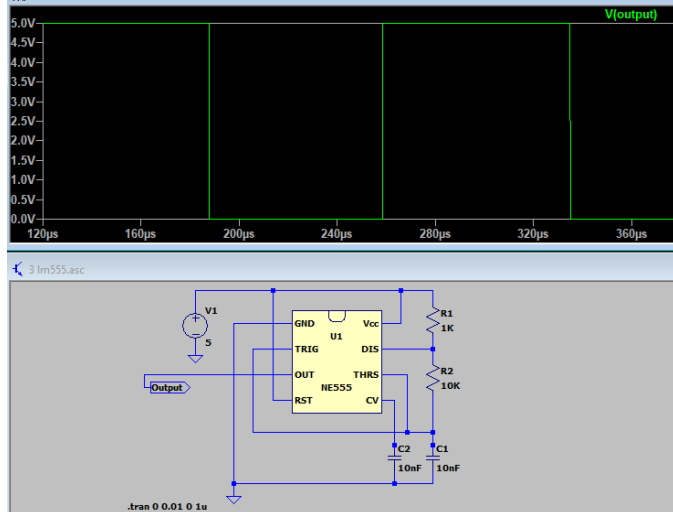 V(output)
5.0V
4.5V
4.0V
3.5V
3.0V
2.5V
2.0V
1.5V
1.0V
0.5V
0.0V
120µs 160µs 200µs 240µs 280µs 320µs 360µs
3 lm555.asc
V1
5
R1
1K
R2
10K
GND Vcc
U1
TRIG DIS
OUT THRS
NE555
RST CV
Output
C2 C1
10nF 10nF
.tran 0 0.01 0 1u